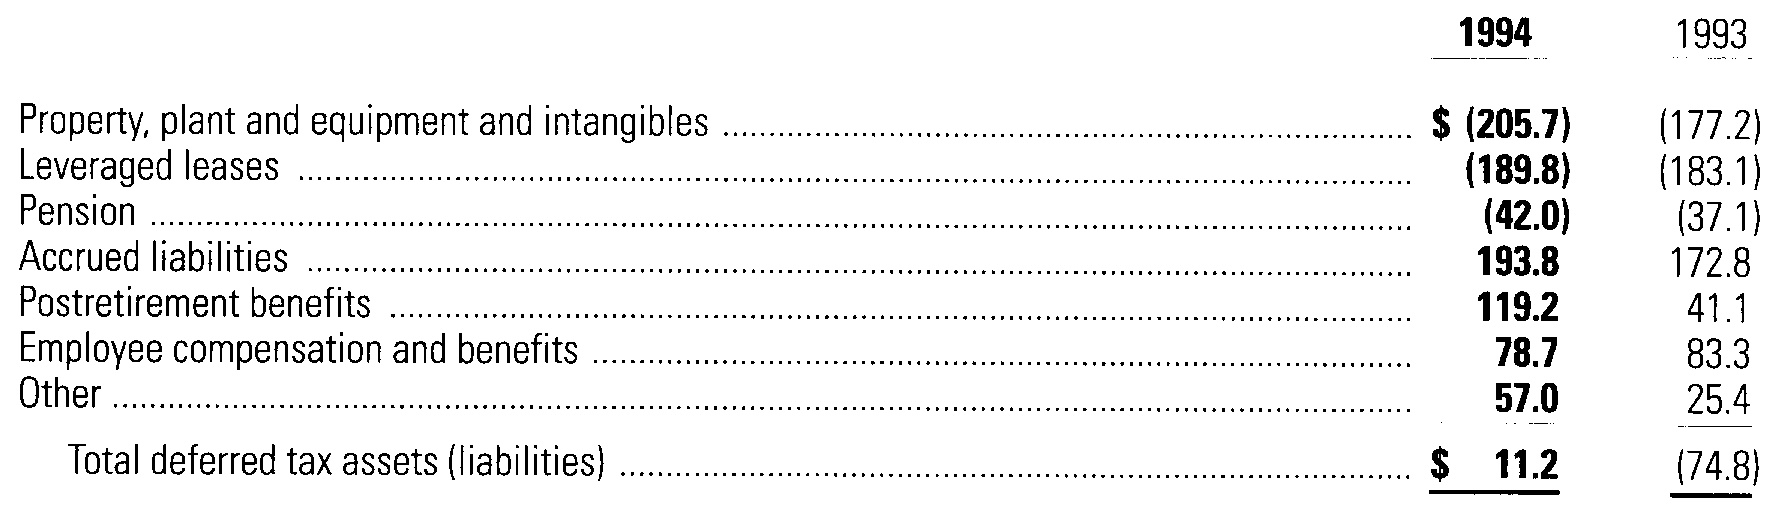 1994 1993
Property, plant and equipment and intangibles ........ $ (205.7) (177.2)
Leveraged leases ........ (189.8) (183.1)
Pension ........ (42.0) (37.1)
Accrued liabilities ........ 193.8 172.8
Postretirement benefits ........ 119.2 41.1
Employee compensation and benefits ........ 78.7 83.3
Other ........ 57.0 25.4
Total deferred tax assets (liabilities) ........ $ 11.2 (74.8)